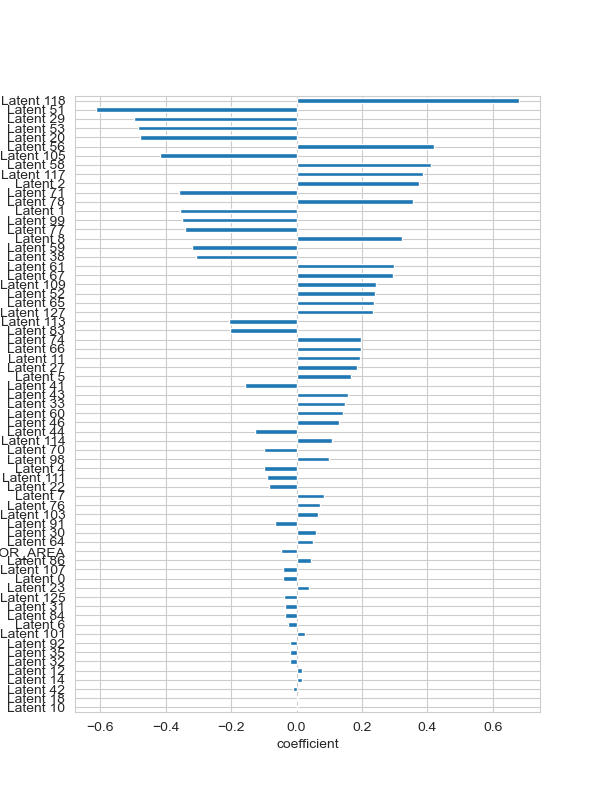 Latent 118
Latent 51
Latent 29
Latent 53
Latent 20
Latent 56
Latent 105
Latent 58
Latent 117
Latent 2
Latent 71
Latent 78
Latent 1
Latent 99
Latent 77
Latent 8
Latent 59
Latent 38
Latent 61
Latent 67
Latent 109
Latent 52
Latent 65
Latent 127
Latent 113
Latent 83
Latent 74
Latent 66
Latent 11
Latent 27
Latent 5
Latent 41
Latent 43
Latent 33
Latent 60
Latent 46
Latent 44
Latent 114
Latent 70
Latent 98
Latent 4
Latent 111
Latent 22
Latent 7
Latent 76
Latent 103
Latent 91
Latent 30
Latent 64
OR_AREA
Latent 86
Latent 107
Latent 0
Latent 23
Latent 125
Latent 31
Latent 84
Latent 6
Latent 101
Latent 92
Latent 35
Latent 32
Latent 12
Latent 14
Latent 42
Latent 18
Latent 10
−0.6 −0.4 −0.2 0.0 0.2 0.4 0.6
coefficient